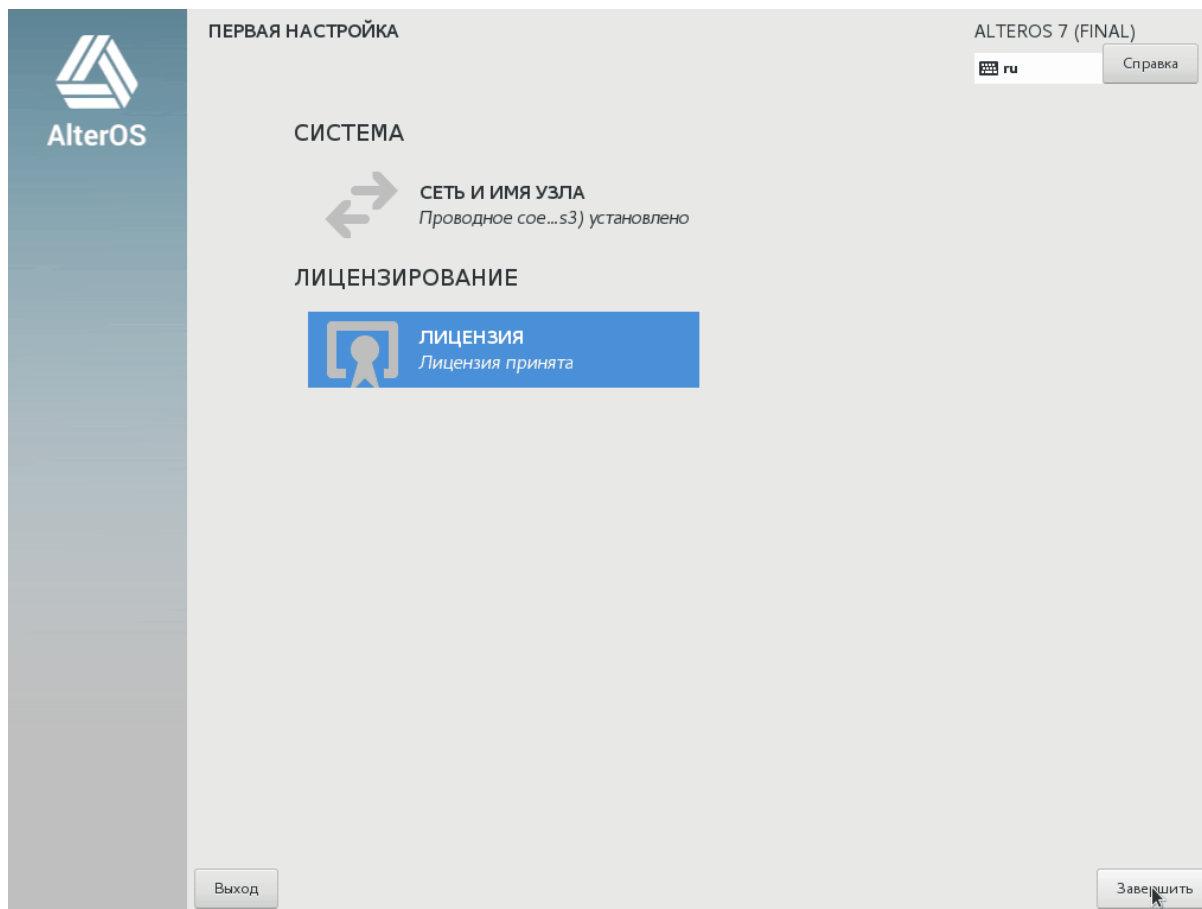 AlterOS
ПЕРВАЯ НАСТРОЙКА
ALTEROS 7 (FINAL)
ru
Справка
СИСТЕМА
СЕТЬ И ИМЯ УЗЛА
Проводное сое...s3) установлено
ЛИЦЕНЗИРОВАНИЕ
ЛИЦЕНЗИЯ
Лицензия принята
Выход
Завершить